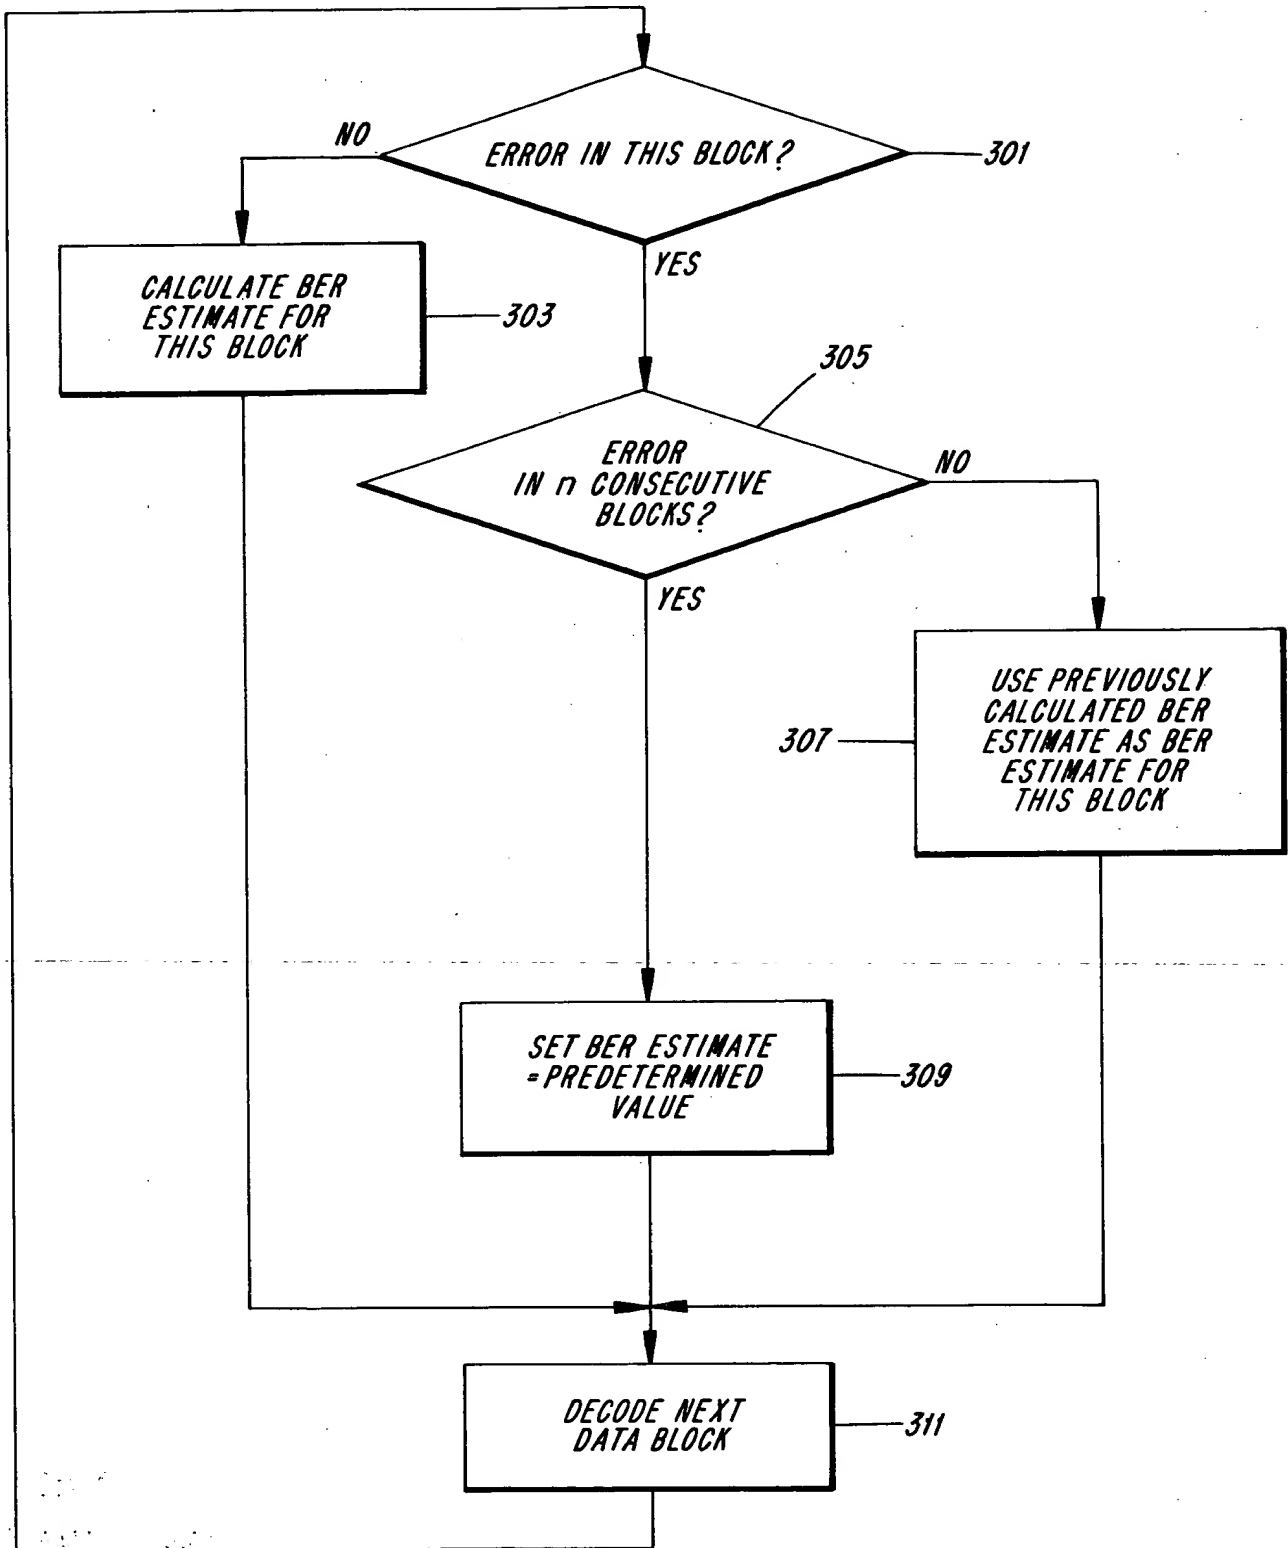 NO
ERROR IN THIS BLOCK?
301
YES
CALCULATE BER
ESTIMATE FOR
THIS BLOCK
303
305
ERROR
IN n CONSECUTIVE
BLOCKS?
NO
YES
USE PREVIOUSLY
CALCULATED BER
ESTIMATE AS BER
ESTIMATE FOR
THIS BLOCK
307
SET BER ESTIMATE
=PREDETERMINED
VALUE
309
DECODE NEXT
DATA BLOCK
311